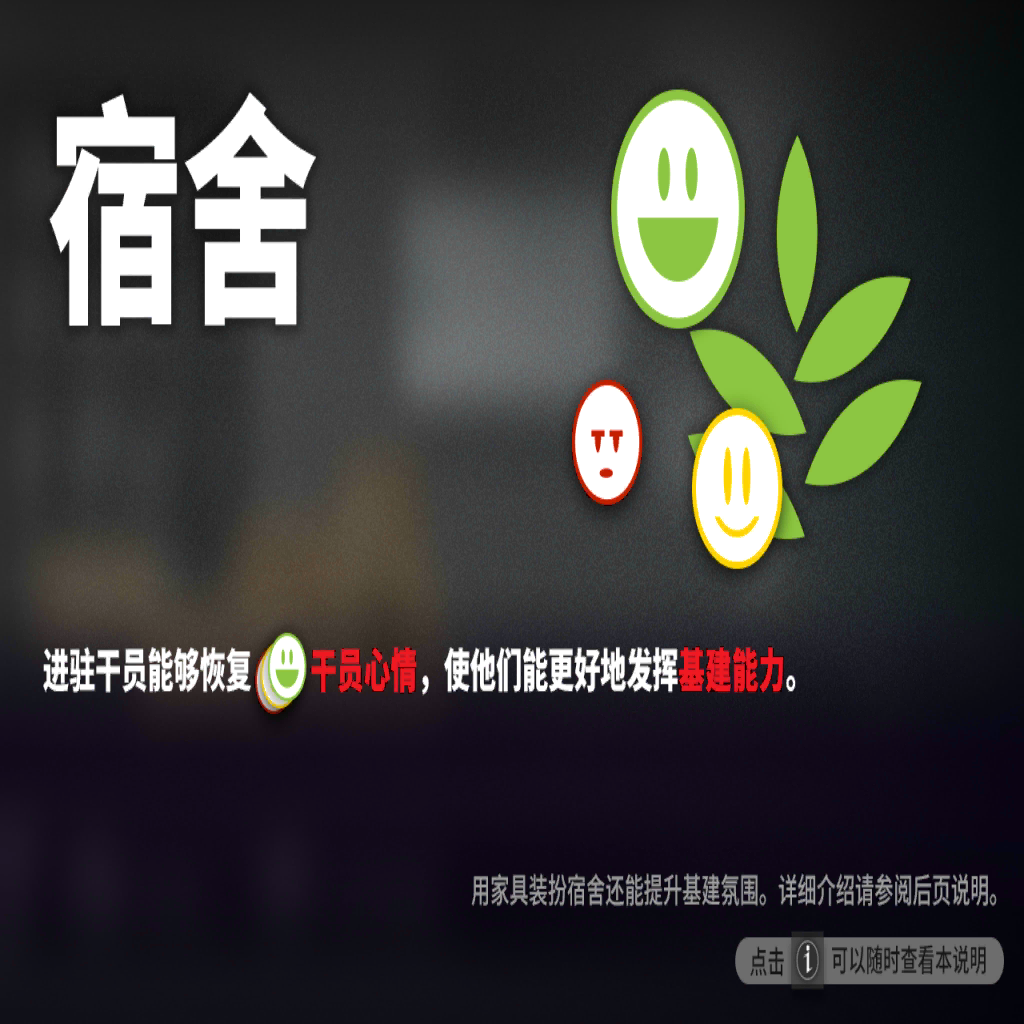 宿舍
进驻干员能够恢复干员心情，使他们能更好地发挥基建能力。
用家具装扮宿舍还能提升基建氛围。详细介绍请参阅后页说明。
点击 i 可以随时查看本说明